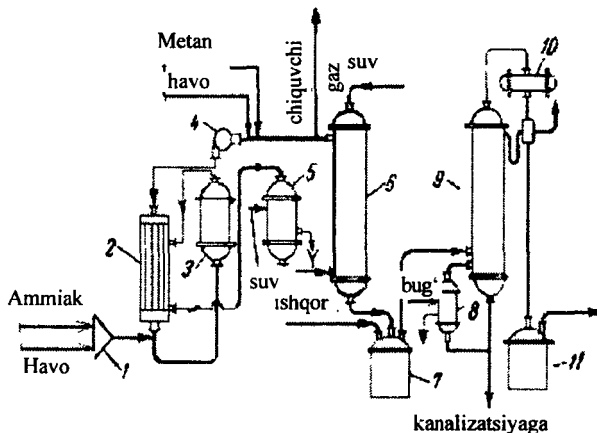 Metan
havo
chiquvchi
gaz
suv
4
10
5
6
9
2
3
suv
Ammiak
Havo
1
ishqor
bug'
8
7
11
kanalizatsiyaga